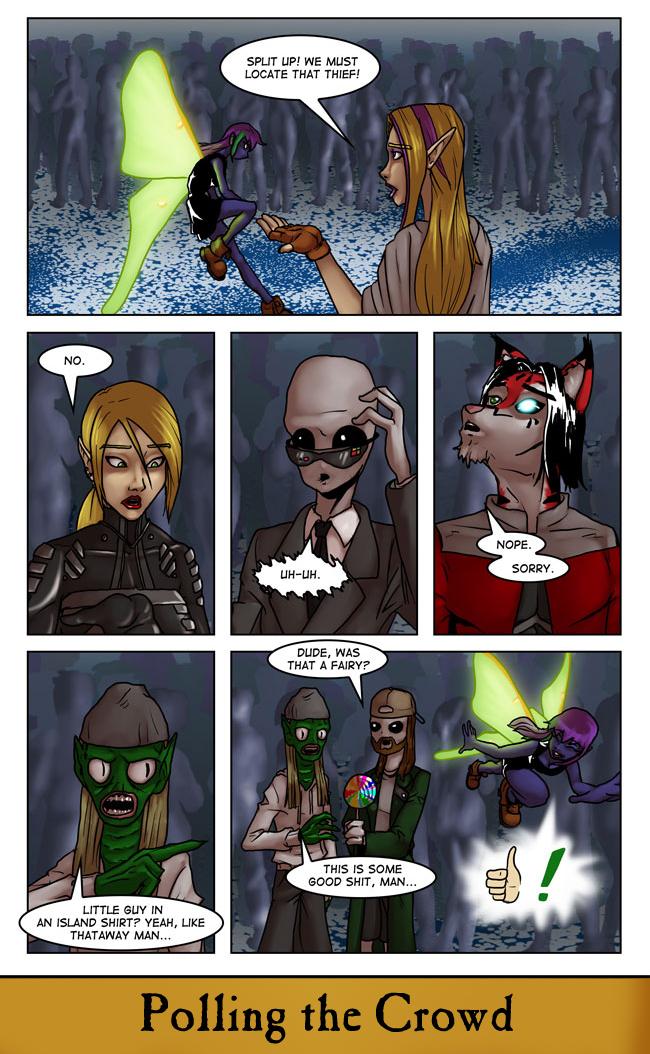 SPLIT UP! WE MUST
LOCATE THAT THIEF!
NO.
UH-UH.
NOPE.
SORRY.
LITTLE GUY IN
AN ISLAND SHIRT? YEAH, LIKE
THATAWAY MAN...
DUDE, WAS
THAT A FAIRY?
THIS IS SOME
GOOD SHIT, MAN...
!
Polling the Crowd